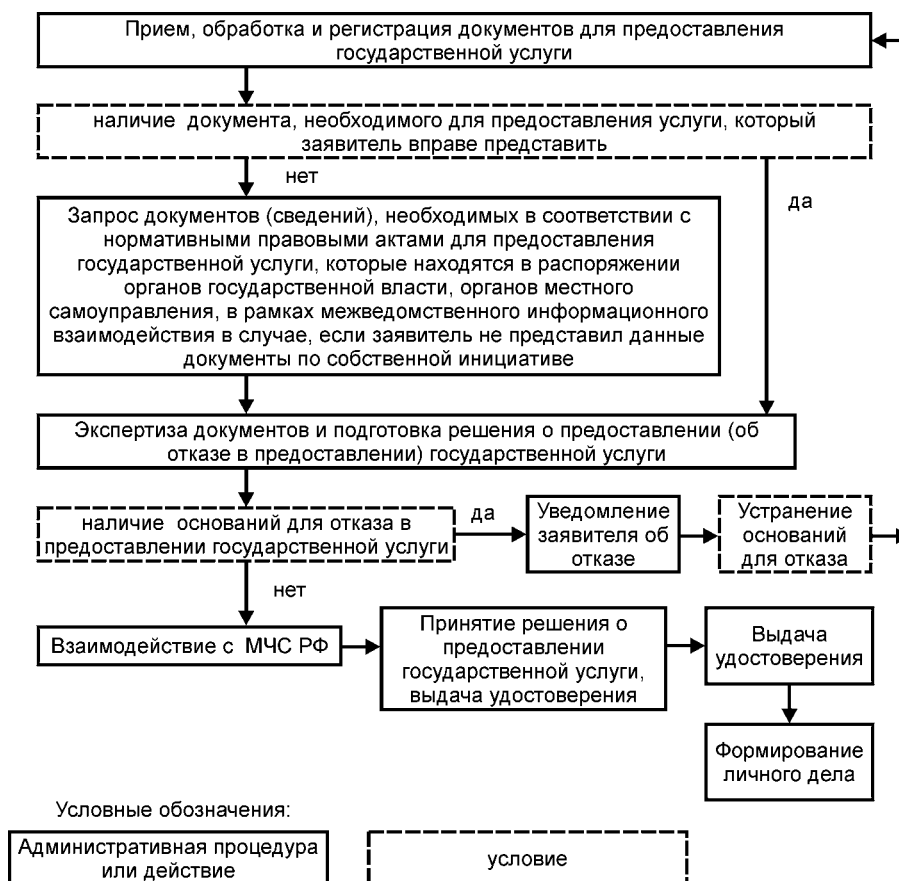 Прием, обработка и регистрация документов для предоставления
государственной услуги
наличие документа, необходимого для предоставления услуги, который
заявитель вправе представить
нет
да
Запрос документов (сведений), необходимых в соответствии с
нормативными правовыми актами для предоставления
государственной услуги, которые находятся в распоряжении
органов государственной власти, органов местного
самоуправления, в рамках межведомственного информационного
взаимодействия в случае, если заявитель не представил данные
документы по собственной инициативе
Экспертиза документов и подготовка решения о предоставлении (об
отказе в предоставлении) государственной услуги
наличие оснований для отказа в
предоставлении государственной услуги
да
Уведомление
заявителя об
отказе
Устранение
оснований
для отказа
нет
Взаимодействие с МЧС РФ
Принятие решения о
предоставлении
государственной услуги,
выдача удостоверения
Выдача
удостоверения
Формирование
личного дела
Условные обозначения:
Административная процедура
или действие
условие